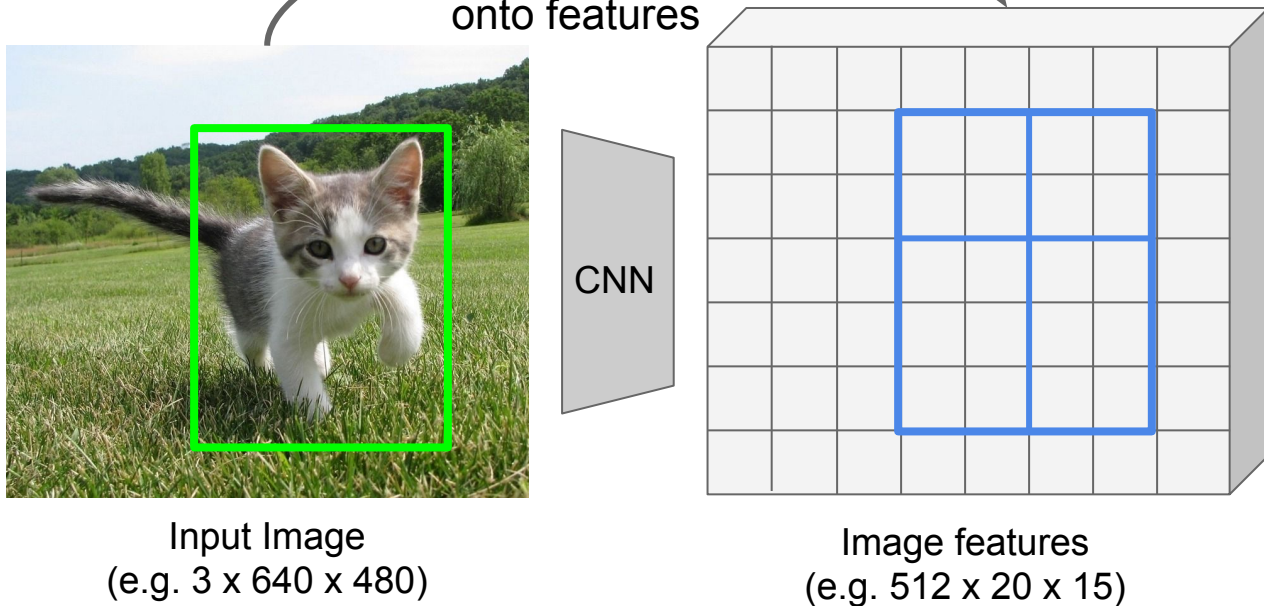 onto features
CNN
Input Image
(e.g. 3 x 640 x 480)
Image features
(e.g. 512 x 20 x 15)